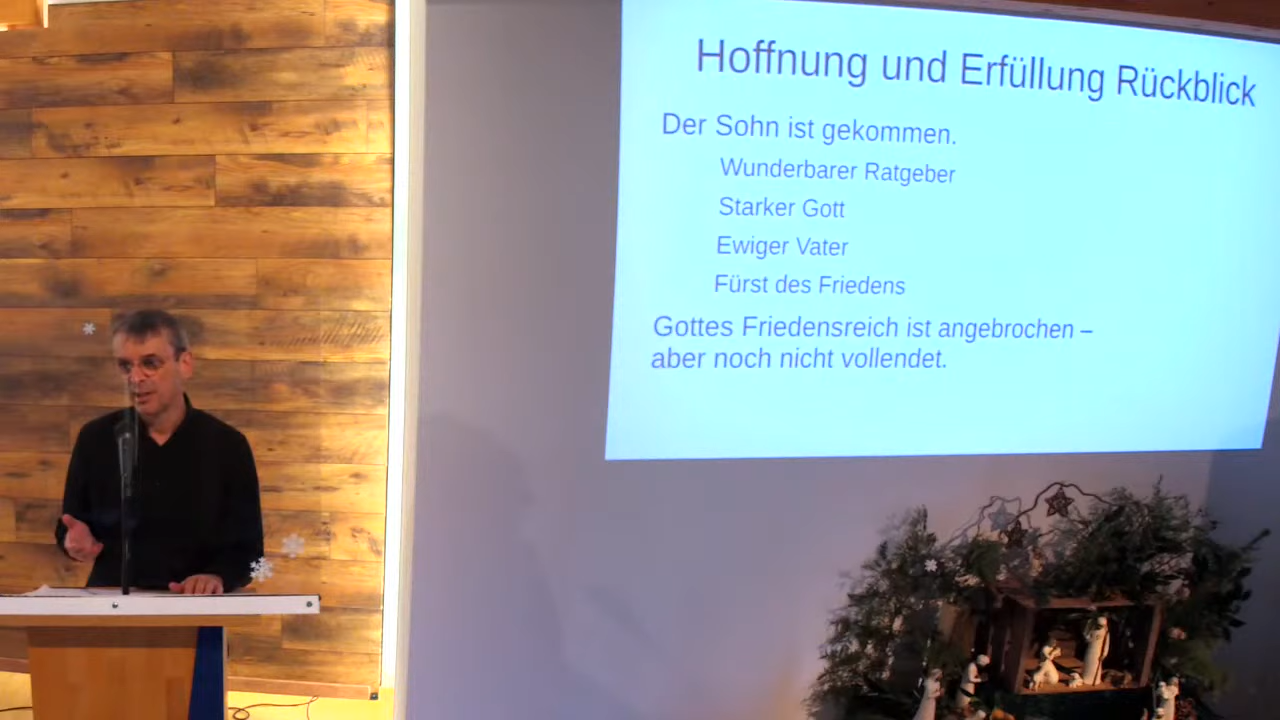 Hoffnung und Erfüllung Rückblick
Der Sohn ist gekommen.
Wunderbarer Ratgeber
Starker Gott
Ewiger Vater
Fürst des Friedens
Gottes Friedensreich ist angebrochen –
aber noch nicht vollendet.